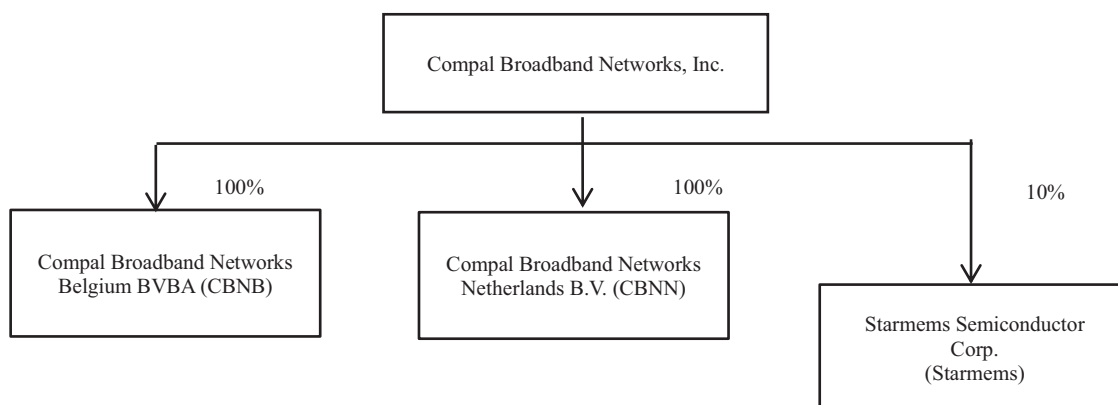 Compal Broadband Networks, Inc.
100%
100%
10%
Compal Broadband Networks
Belgium BVBA (CBNB)
Compal Broadband Networks
Netherlands B.V. (CBNN)
Starmems Semiconductor
Corp.
(Starmems)